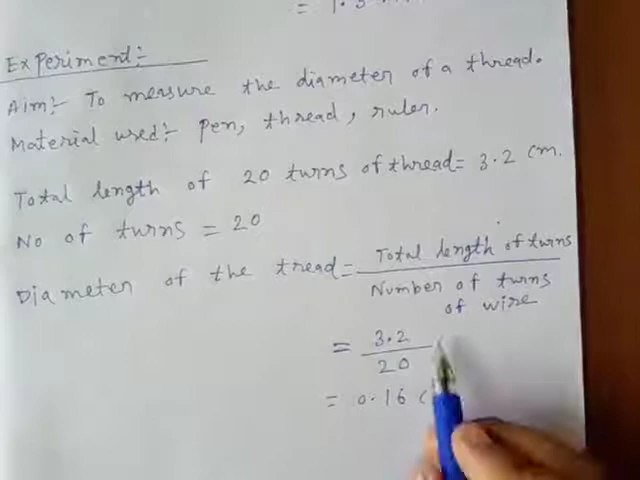 Experiment:-
Aim:- To measure the diameter of a thread.
Material used:- Pen, thread, ruler.
Total length of 20 turns of thread = 3.2 cm.
No of turns = 20
Diameter of the tread = Total length of turns
Number of turns
of wire
= 3.2
20
= 0.16 c